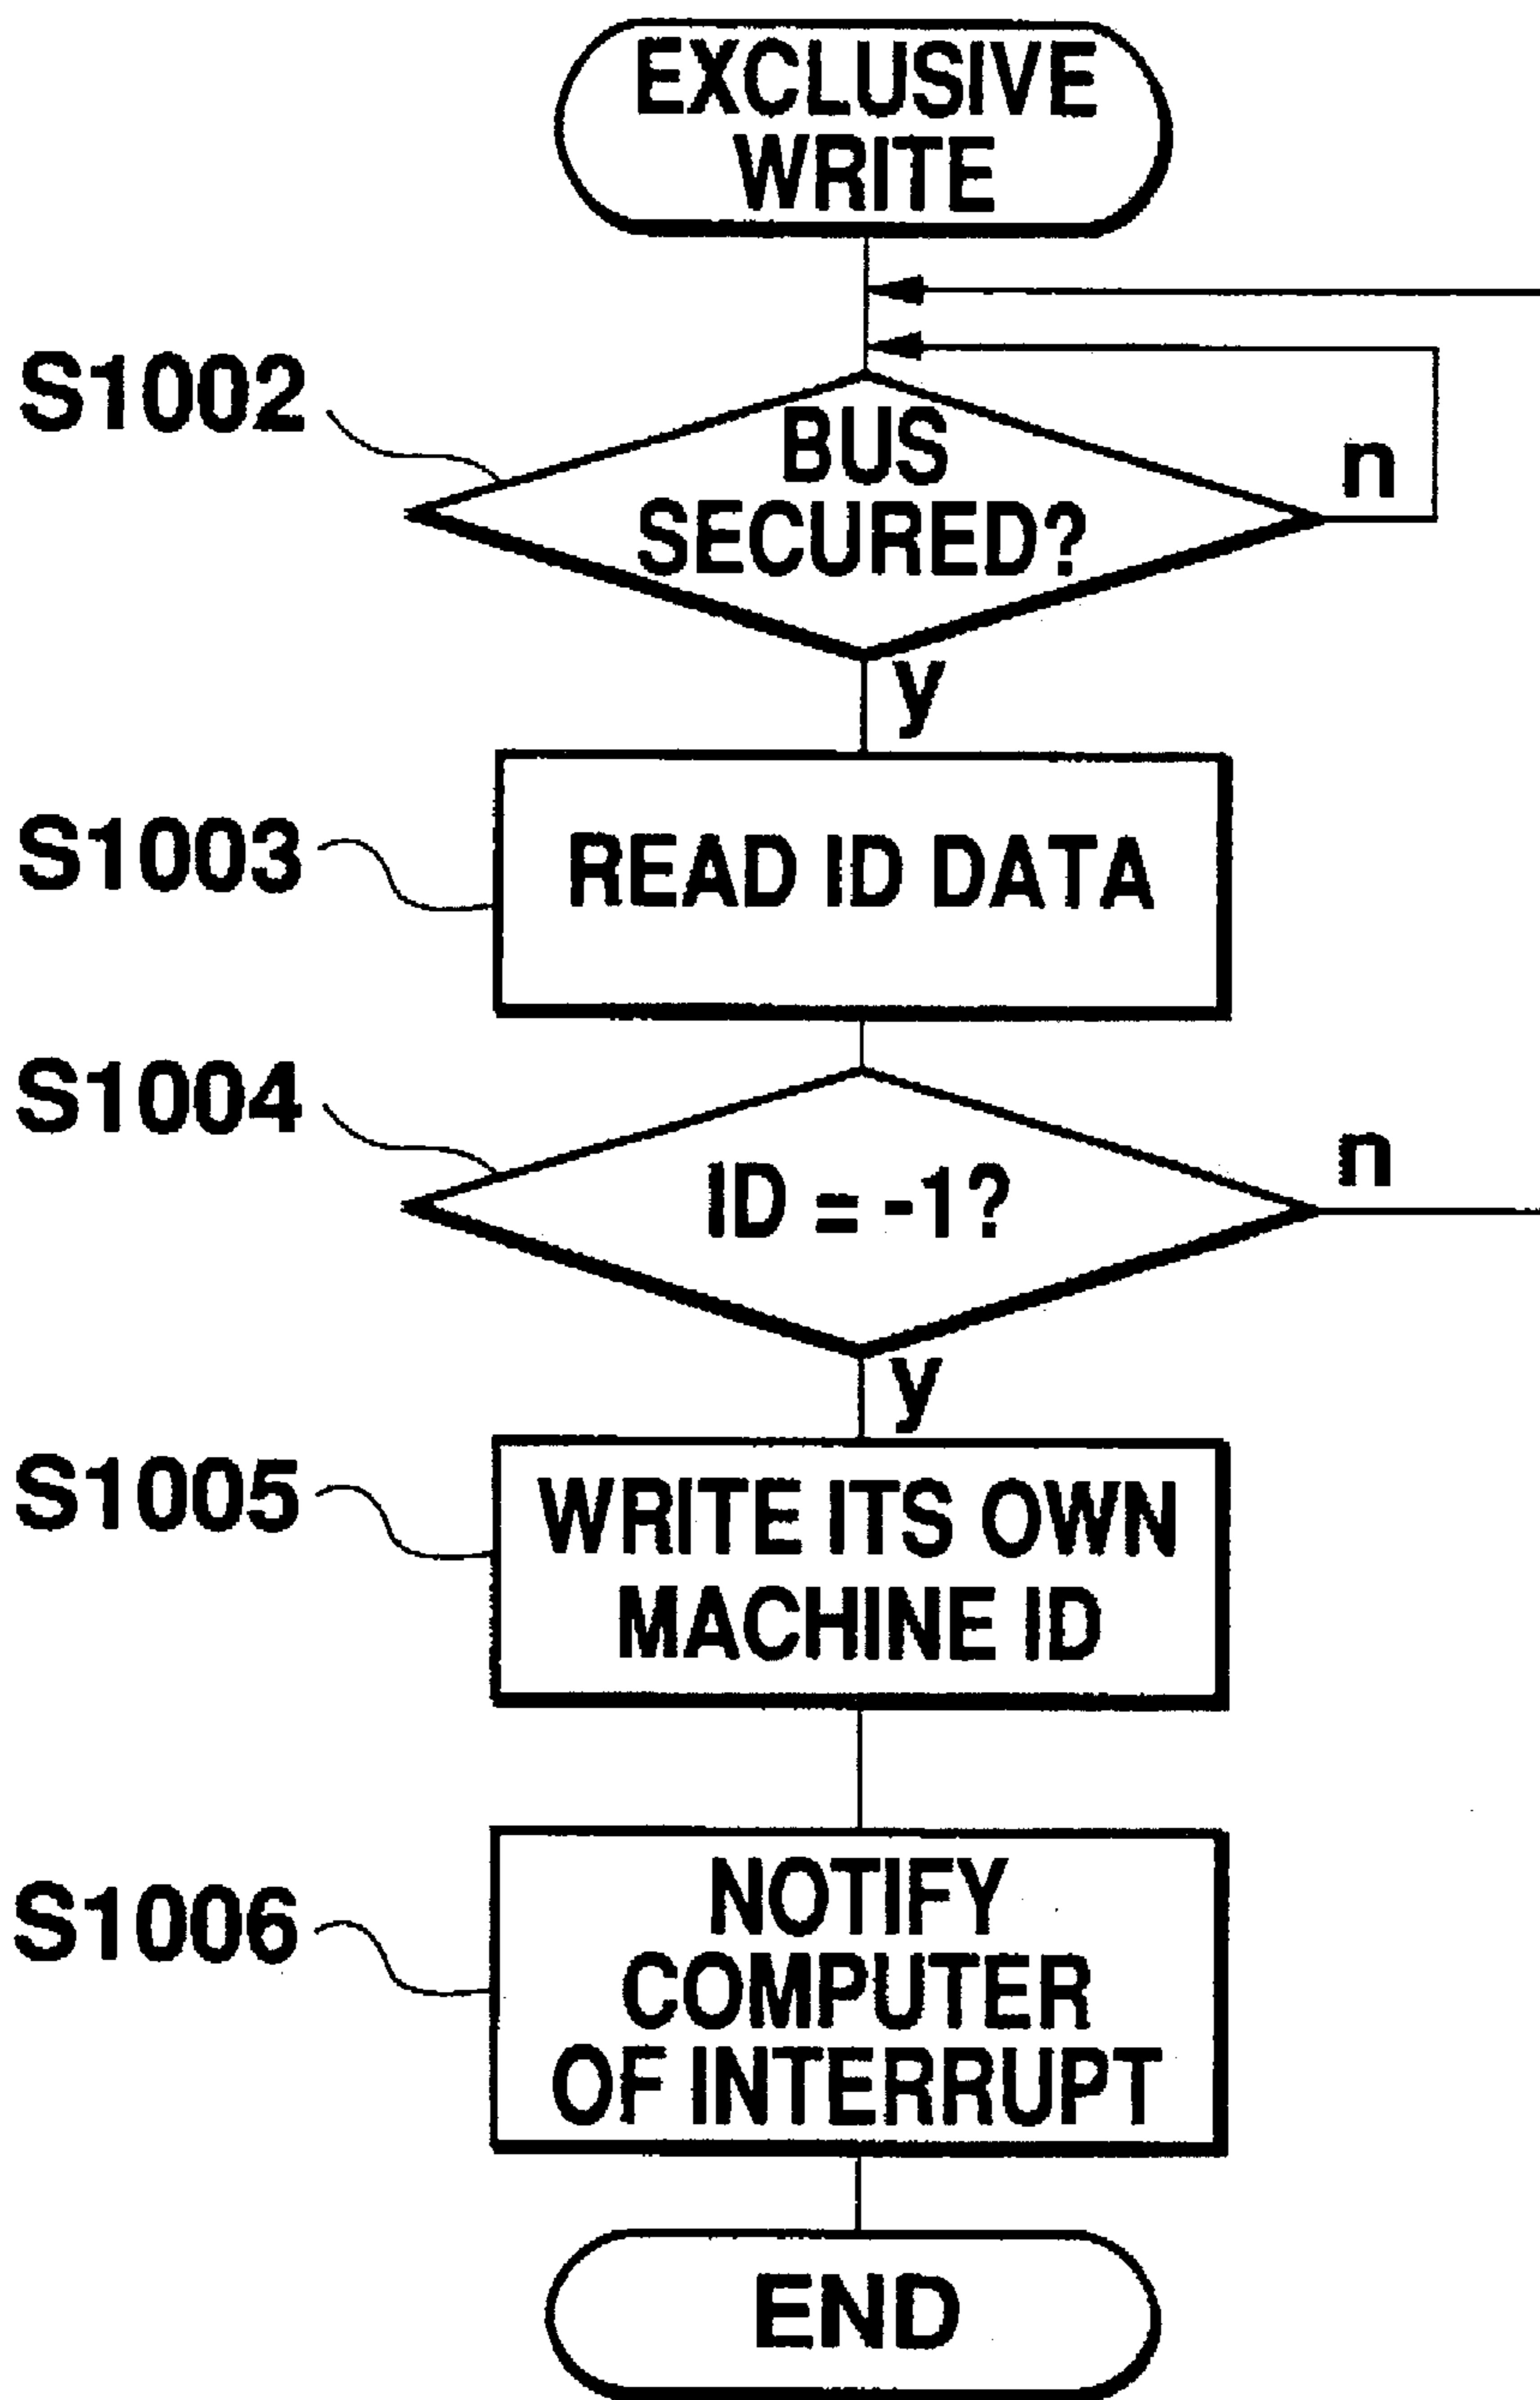 EXCLUSIVE
WRITE
S1002
BUS
SECURED?
n
y
S1003
READ ID DATA
S1004
ID = -1?
n
y
S1005
WRITE ITS OWN
MACHINE ID
S1006
NOTIFY
COMPUTER
OF INTERRUPT
END